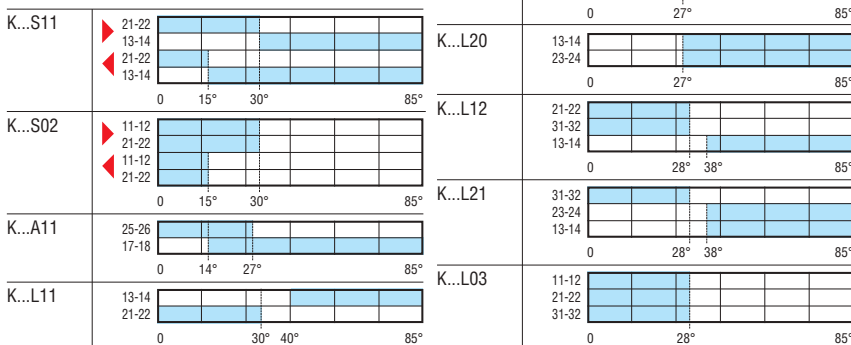 K...S11
21-22
13-14
21-22
13-14
0 15° 30° 85°
K...S02
11-12
21-22
11-12
21-22
0 15° 30° 85°
K...A11
25-26
17-18
0 14° 27° 85°
K...L11
13-14
21-22
0 30° 40° 85°
0 27° 85°
K...L20
13-14
23-24
0 27° 85°
K...L12
21-22
31-32
13-14
0 28° 38° 85°
K...L21
31-32
23-24
13-14
0 28° 38° 85°
K...L03
11-12
21-22
31-32
0 28° 85°